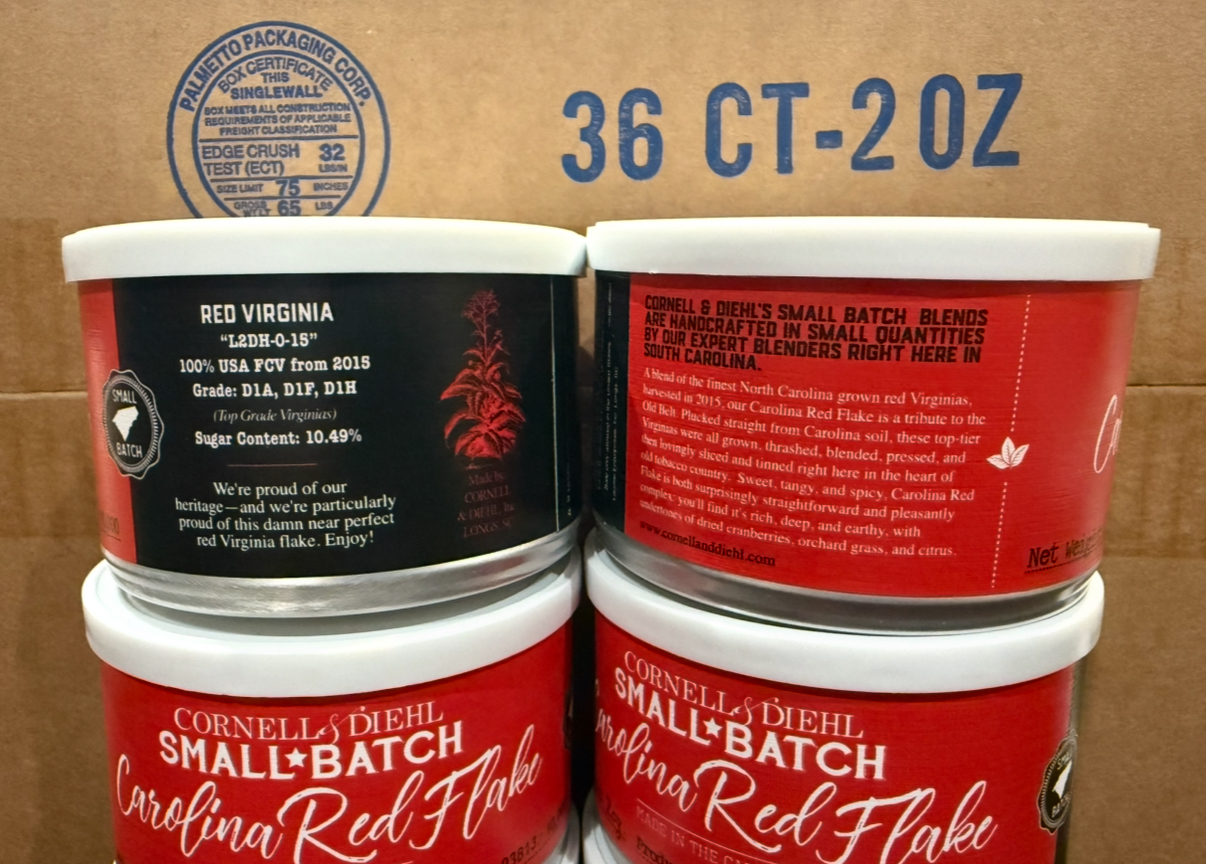 PALMETTO PACKAGING CORP.
BOX CERTIFICATE
THIS
SINGLEWALL
BOX MEETS ALL CONSTRUCTION
REQUIREMENTS OF APPLICABLE
FREIGHT CLASSIFICATION
EDGE CRUSH 32
TEST (ECT) LBS/IN
SIZE LIMIT 75 INCHES
GROSS 65 LBS
WT LT
36 CT-2 OZ
RED VIRGINIA
“L2DH-0-15”
100% USA FCV from 2015
Grade: D1A, D1F, D1H
(Top Grade Virginias)
Sugar Content: 10.49%
We're proud of our
heritage—and we're particularly
proud of this damn near perfect
red Virginia flake. Enjoy!
SMALL
BATCH
Made by
CORNELL
& DIEHL, Inc
LONGS, SC
CORNELL & DIEHL'S SMALL BATCH BLENDS
ARE HANDCRAFTED IN SMALL QUANTITIES
BY OUR EXPERT BLENDERS RIGHT HERE IN
SOUTH CAROLINA.
A blend of the finest North Carolina grown red Virginias,
harvested in 2015, our Carolina Red Flake is a tribute to the
Old Belt. Plucked straight from Carolina soil, these top-tier
Virginias were all grown, thrashed, blended, pressed, and
then lovingly sliced and tinned right here in the heart of
old tobacco country. Sweet, tangy, and spicy, Carolina Red
Flake is both surprisingly straightforward and pleasantly
complex; you'll find it's rich, deep, and earthy, with
undertones of dried cranberries, orchard grass, and citrus.
www.cornellanddiehl.com
Net
CORNELL & DIEHL
SMALL★BATCH
Carolina Red Flake
CORNELL & DIEHL
SMALL★BATCH
Carolina Red Flake
MADE IN THE